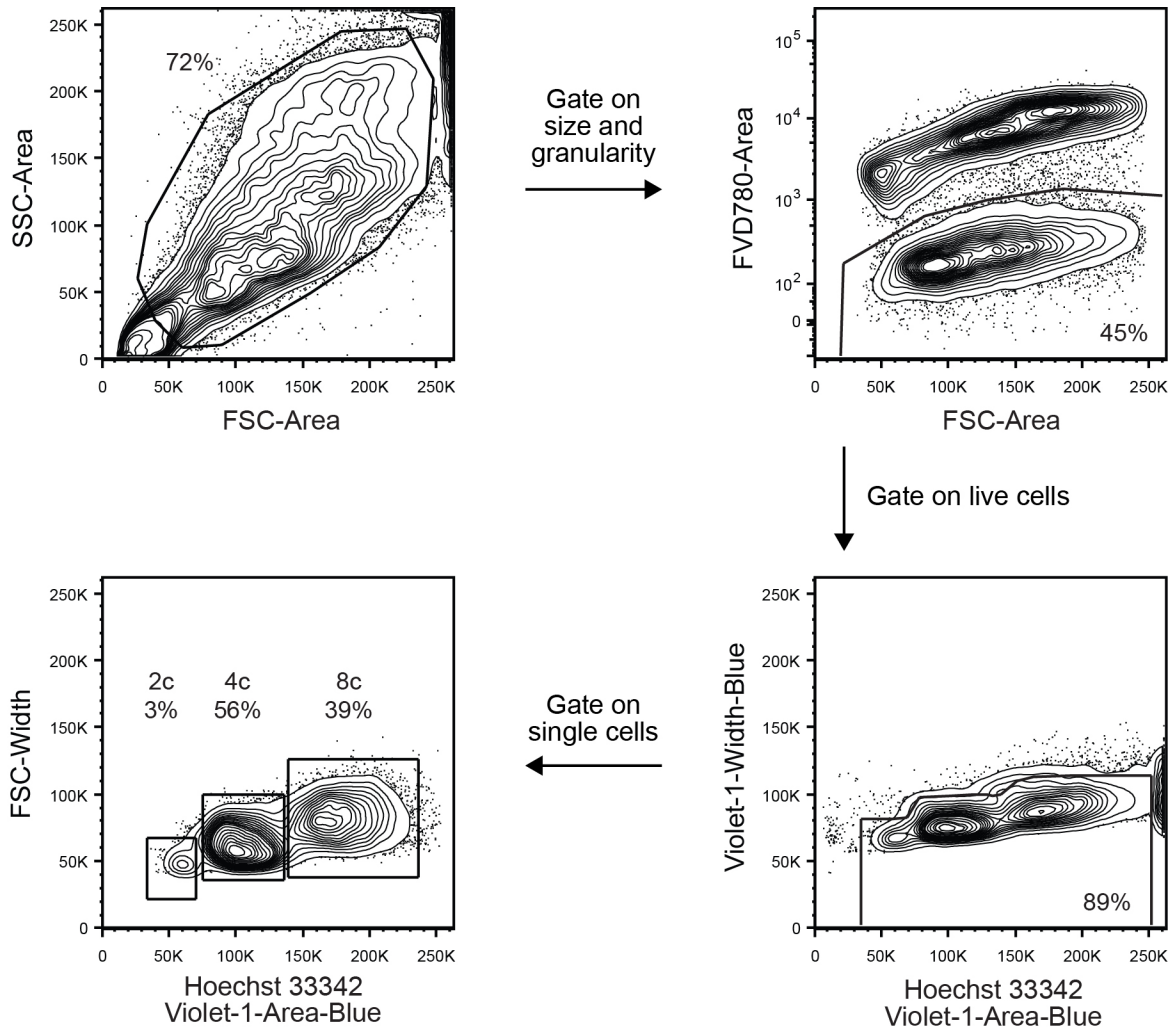 250K
200K
150K
100K
50K
0
SSC-Area
72%
0 50K 100K 150K 200K 250K
FSC-Area
Gate on
size and
granularity
10^5
10^4
10^3
10^2
0
FVD780-Area
45%
0 50K 100K 150K 200K 250K
FSC-Area
Gate on live cells
250K
200K
150K
100K
50K
0
FSC-Width
2c 4c 8c
3% 56% 39%
0 50K 100K 150K 200K 250K
Hoechst 33342
Violet-1-Area-Blue
Gate on
single cells
250K
200K
150K
100K
50K
0
Violet-1-Width-Blue
89%
0 50K 100K 150K 200K 250K
Hoechst 33342
Violet-1-Area-Blue